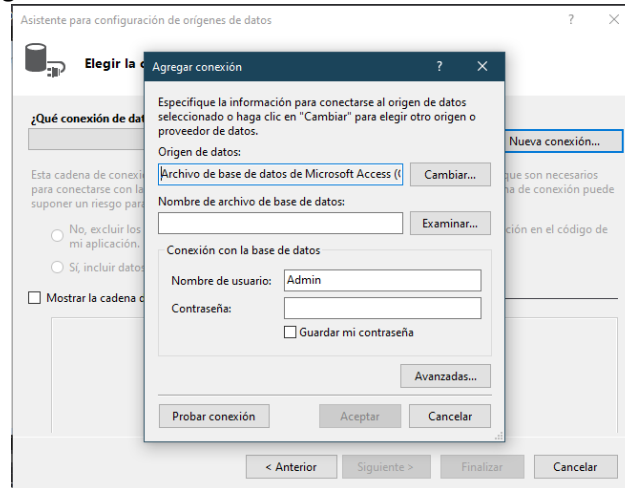 Asistente para configuración de orígenes de datos
Elegir la
Agregar conexión
Especifique la información para conectarse al origen de datos
seleccionado o haga clic en "Cambiar" para elegir otro origen o
proveedor de datos.
Origen de datos:
Archivo de base de datos de Microsoft Access (
Cambiar...
Nombre de archivo de base de datos:
Examinar...
Conexión con la base de datos
Nombre de usuario: Admin
Contraseña:
Guardar mi contraseña
Avanzadas...
Probar conexión Aceptar Cancelar
¿Qué conexión de dat
Nueva conexión...
Esta cadena de conexi que son necesarios
para conectarse con la na de conexión puede
suponer un riesgo para
No, excluir los ción en el código de
mi aplicación.
Sí, incluir datos
Mostrar la cadena
< Anterior Siguiente > Finalizar Cancelar